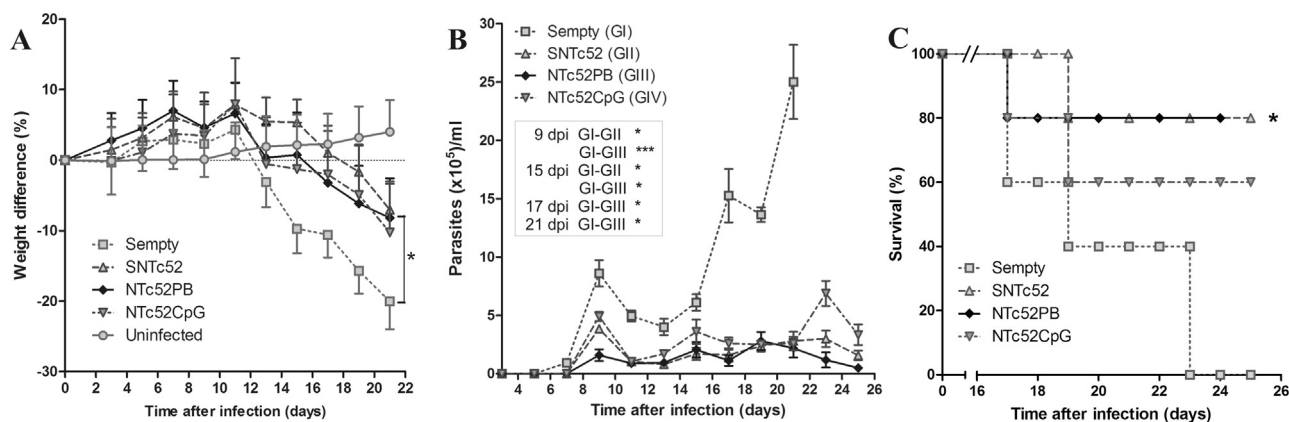 A
Weight difference (%)
20
10
0
-10
-20
-30
0 2 4 6 8 10 12 14 16 18 20 22
Time after infection (days)
Sempty
SNTc52
NTc52PB
NTc52CpG
Uninfected
*
B
Parasites (x10⁵)/ml
30
25
20
15
10
5
0
4 6 8 10 12 14 16 18 20 22 24 26
Time after infection (days)
Sempty (GI)
SNTc52 (GII)
NTc52PB (GIII)
NTc52CpG (GIV)
9 dpi GI-GII *
GI-GIII ***
15 dpi GI-GII *
GI-GIII *
17 dpi GI-GIII *
21 dpi GI-GIII *
C
Survival (%)
100
80
60
40
20
0
0 16 18 20 22 24 26
Time after infection (days)
Sempty
SNTc52
NTc52PB
NTc52CpG
*